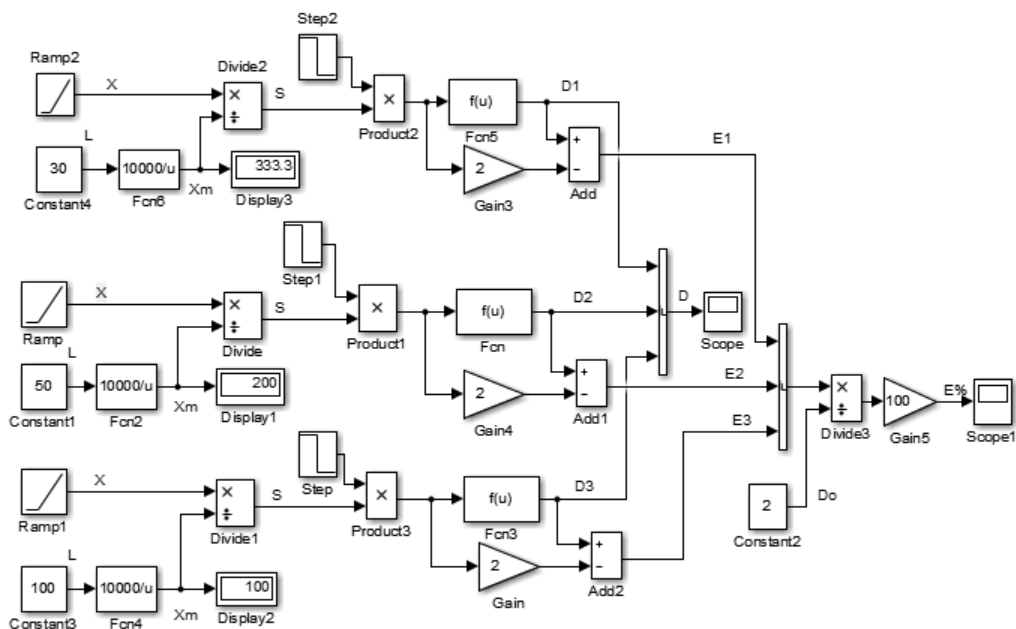 Step2
Ramp2
X
Divide2
×
÷
S
×
Product2
f(u)
Fcn5
D1
L
30
Constant4
10000/u
Fcn6
Xm
333.3
Display3
2
Gain3
+
−
Add
E1
Step1
Ramp
X
×
÷
Divide
S
×
Product1
f(u)
Fcn
D2
D
Scope
L
50
Constant1
10000/u
Fcn2
Xm
200
Display1
2
Gain4
+
−
Add1
E2
×
÷
Divide3
100
Gain5
E%
Scope1
E3
Step
Ramp1
X
×
÷
Divide1
S
×
Product3
f(u)
Fcn3
D3
2
Constant2
Do
L
100
Constant3
10000/u
Fcn4
Xm
100
Display2
2
Gain
+
−
Add2